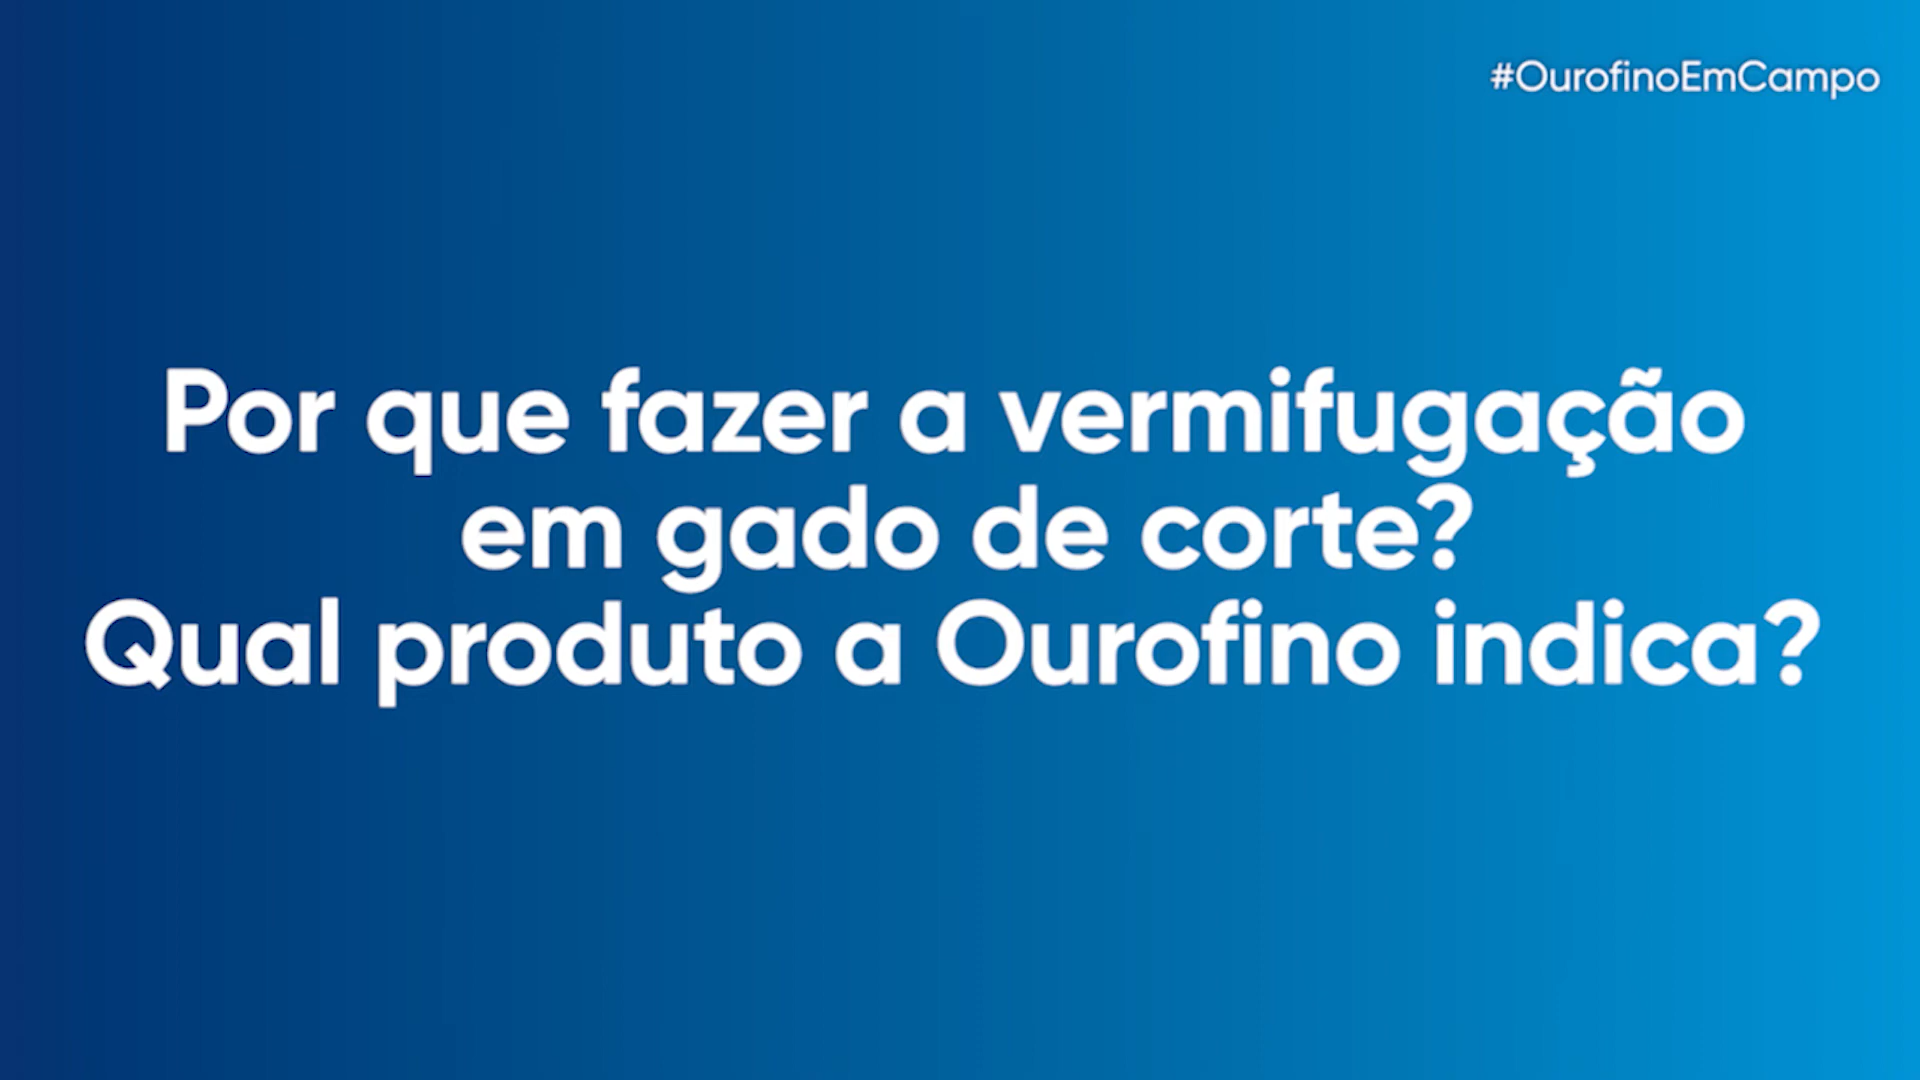 #OurofinoEmCampo
Por que fazer a vermifugação
em gado de corte?
Qual produto a Ourofino indica?